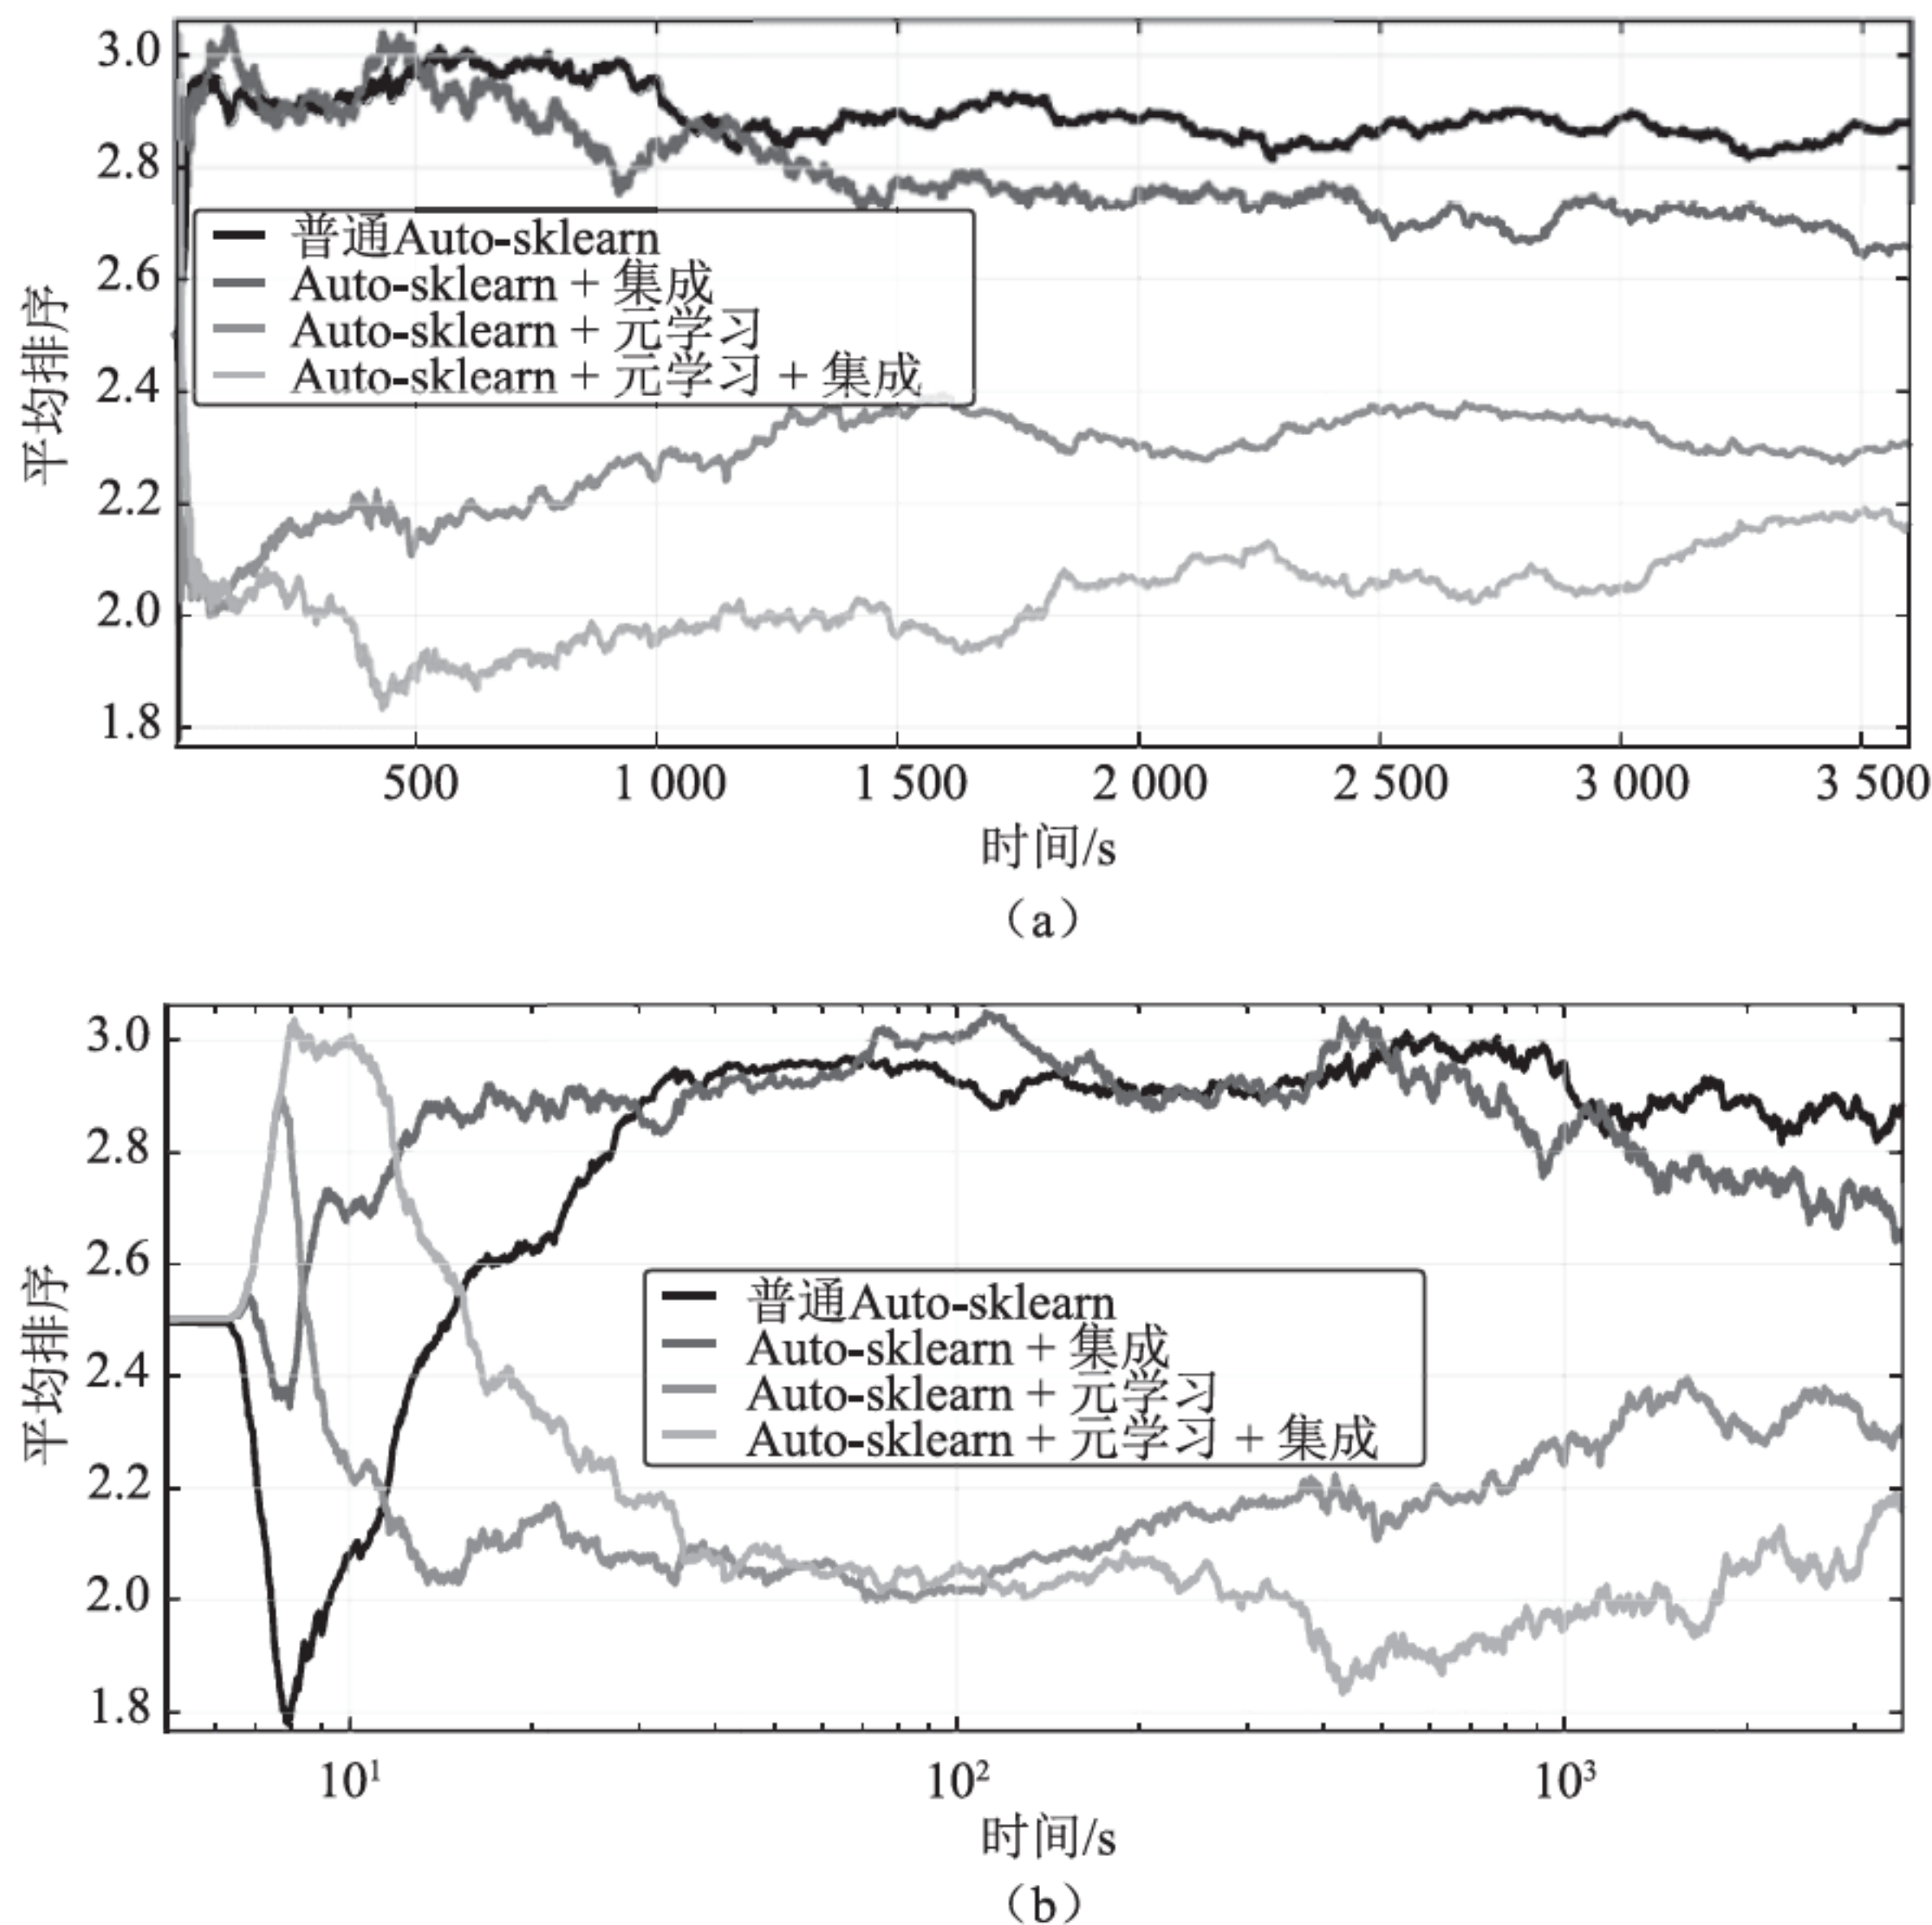 3.0
2.8
2.6
2.4
2.2
2.0
1.8
平均排序
普通Auto-sklearn
Auto-sklearn + 集成
Auto-sklearn + 元学习
Auto-sklearn + 元学习 + 集成
500 1 000 1 500 2 000 2 500 3 000 3 500
时间/s
(a)
3.0
2.8
2.6
2.4
2.2
2.0
1.8
平均排序
普通Auto-sklearn
Auto-sklearn + 集成
Auto-sklearn + 元学习
Auto-sklearn + 元学习 + 集成
10¹ 10² 10³
时间/s
(b)